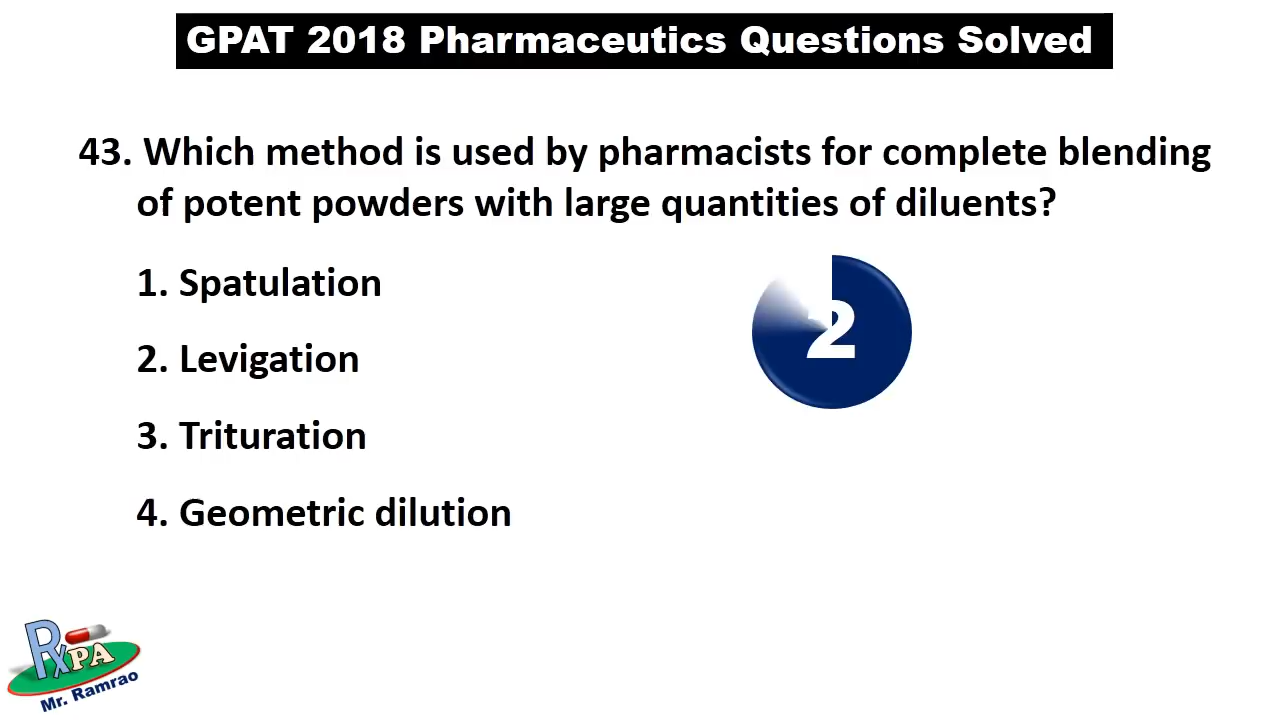 GPAT 2018 Pharmaceutics Questions Solved
43. Which method is used by pharmacists for complete blending
of potent powders with large quantities of diluents?
1. Spatulation
2
2. Levigation
3. Trituration
4. Geometric dilution
RxPA
Mr. Ramrao